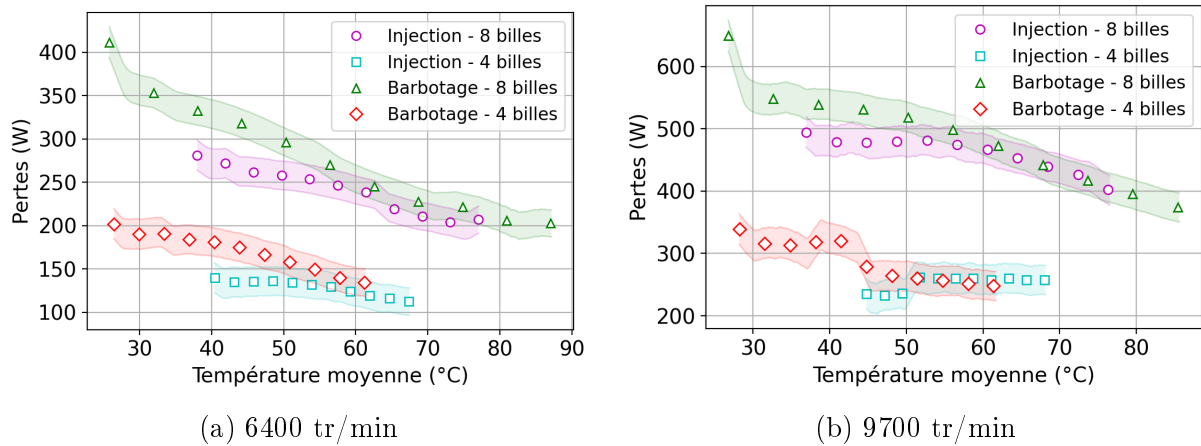 Injection - 8 billes
Injection - 4 billes
Barbotage - 8 billes
Barbotage - 4 billes
400
350
300
250
200
150
100
Pertes (W)
30 40 50 60 70 80 90
Température moyenne (°C)
(a) 6400 tr/min
Injection - 8 billes
Injection - 4 billes
Barbotage - 8 billes
Barbotage - 4 billes
600
500
400
300
200
Pertes (W)
30 40 50 60 70 80
Température moyenne (°C)
(b) 9700 tr/min